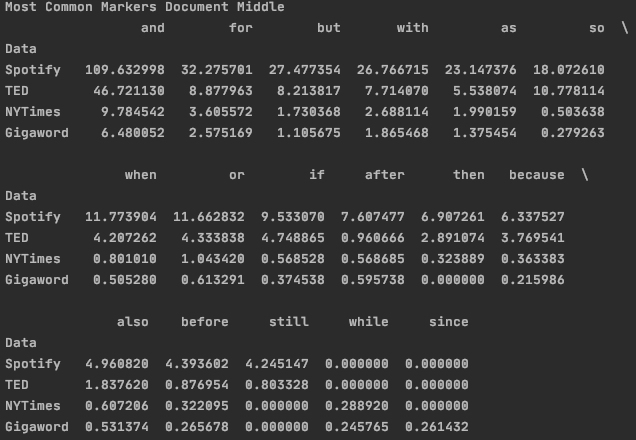 Most Common Markers Document Middle
and for but with as so \
Data
Spotify 109.632998 32.275701 27.477354 26.766715 23.147376 18.072610
TED 46.721130 8.877963 8.213817 7.714070 5.538074 10.778114
NYTimes 9.784542 3.605572 1.730368 2.688114 1.990159 0.503638
Gigaword 6.480052 2.575169 1.105675 1.865468 1.375454 0.279263
when or if after then because \
Data
Spotify 11.773904 11.662832 9.533070 7.607477 6.907261 6.337527
TED 4.207262 4.333838 4.748865 0.960666 2.891074 3.769541
NYTimes 0.801010 1.043420 0.568528 0.568685 0.323889 0.363383
Gigaword 0.505280 0.613291 0.374538 0.595738 0.000000 0.215986
also before still while since
Data
Spotify 4.960820 4.393602 4.245147 0.000000 0.000000
TED 1.837620 0.876954 0.803328 0.000000 0.000000
NYTimes 0.607206 0.322095 0.000000 0.288920 0.000000
Gigaword 0.531374 0.265678 0.000000 0.245765 0.261432